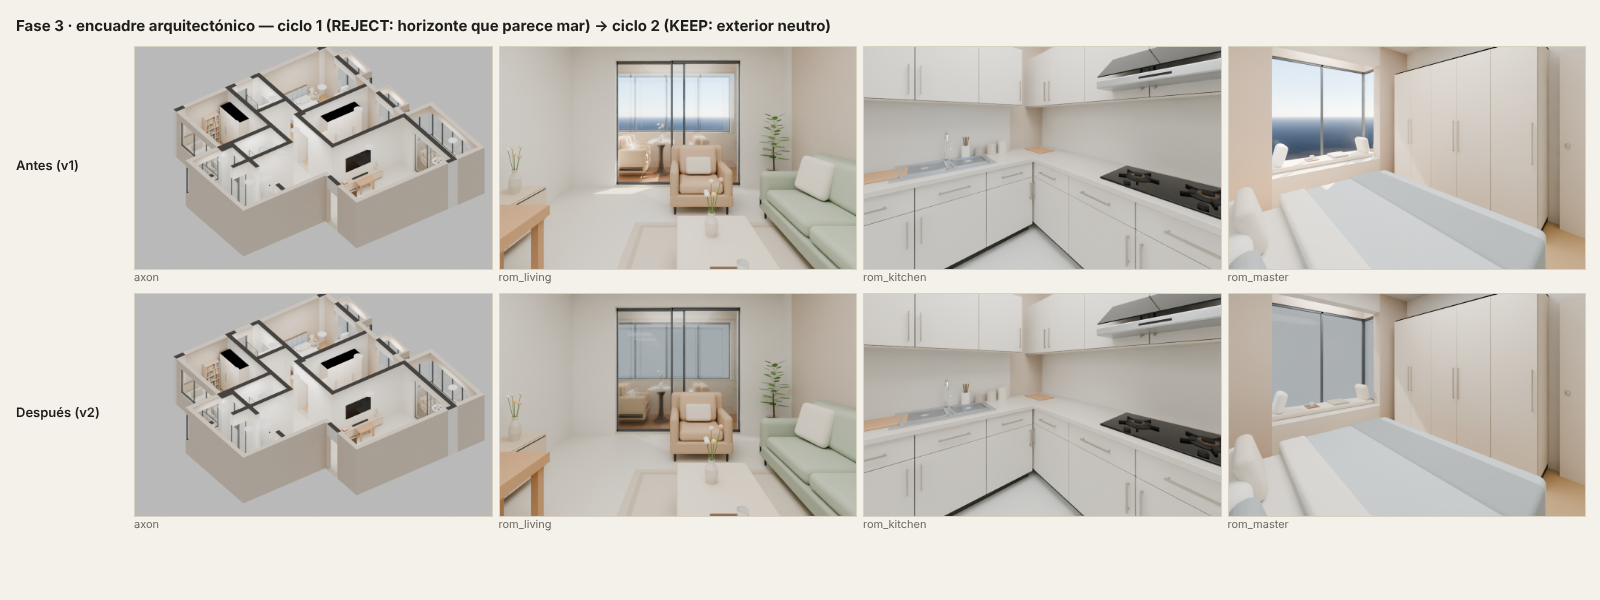 Fase 3 · encuadre arquitectónico — ciclo 1 (REJECT: horizonte que parece mar) → ciclo 2 (KEEP: exterior neutro)
Antes (v1)
axon
rom_living
rom_kitchen
rom_master
Después (v2)
axon
rom_living
rom_kitchen
rom_master